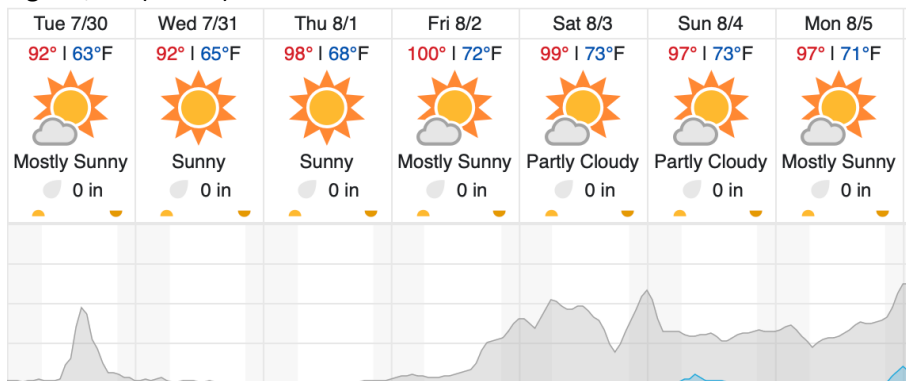 Tue 7/30 Wed 7/31 Thu 8/1 Fri 8/2 Sat 8/3 Sun 8/4 Mon 8/5
92° | 63°F 92° | 65°F 98° | 68°F 100° | 72°F 99° | 73°F 97° | 73°F 97° | 71°F
Mostly Sunny Sunny Sunny Mostly Sunny Partly Cloudy Partly Cloudy Mostly Sunny
0 in 0 in 0 in 0 in 0 in 0 in 0 in